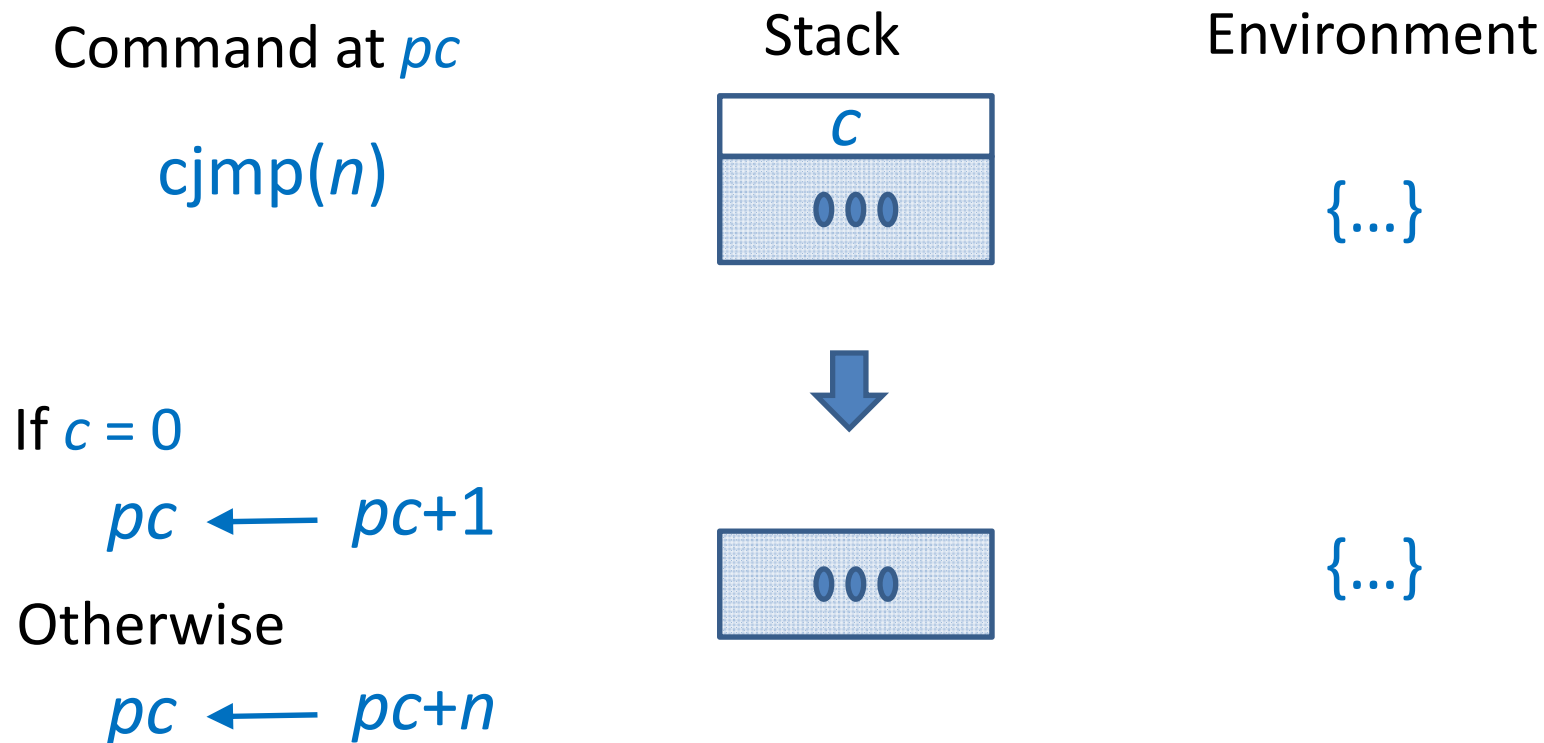 Command at pc
Stack
Environment
cjmp(n)
c
{...}
If c = 0
pc ← pc+1
{...}
Otherwise
pc ← pc+n